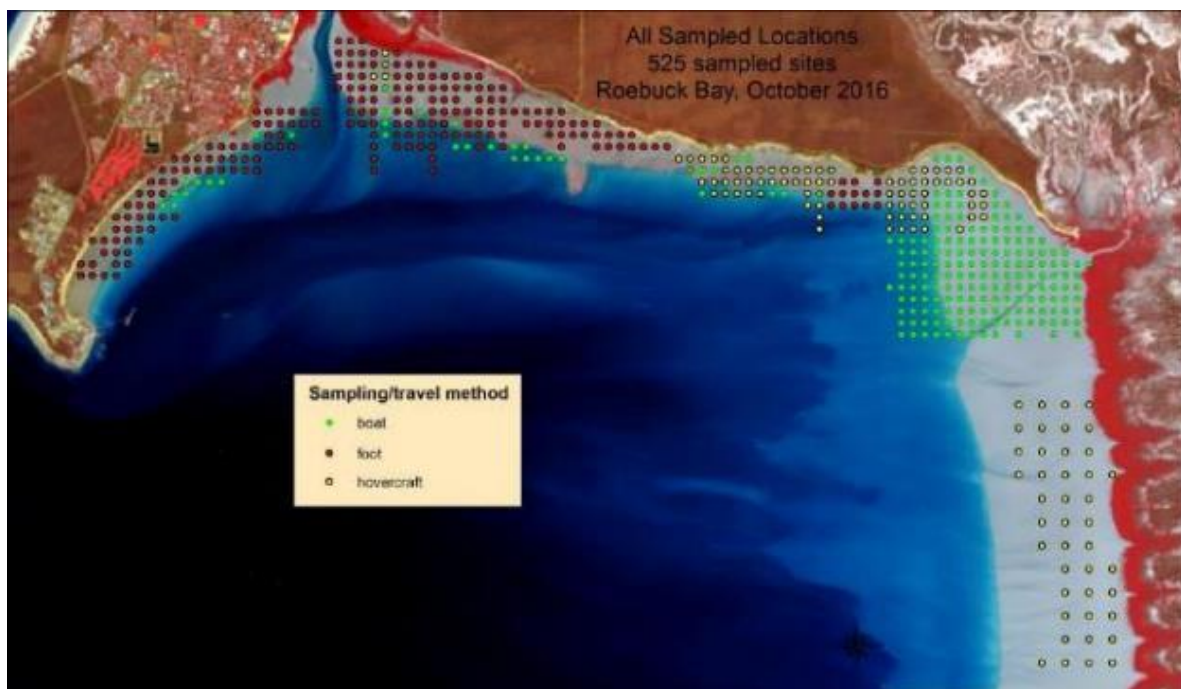 All Sampled Locations
525 sampled sites
Roebuck Bay, October 2016
Sampling/travel method
boat
foot
hovercraft